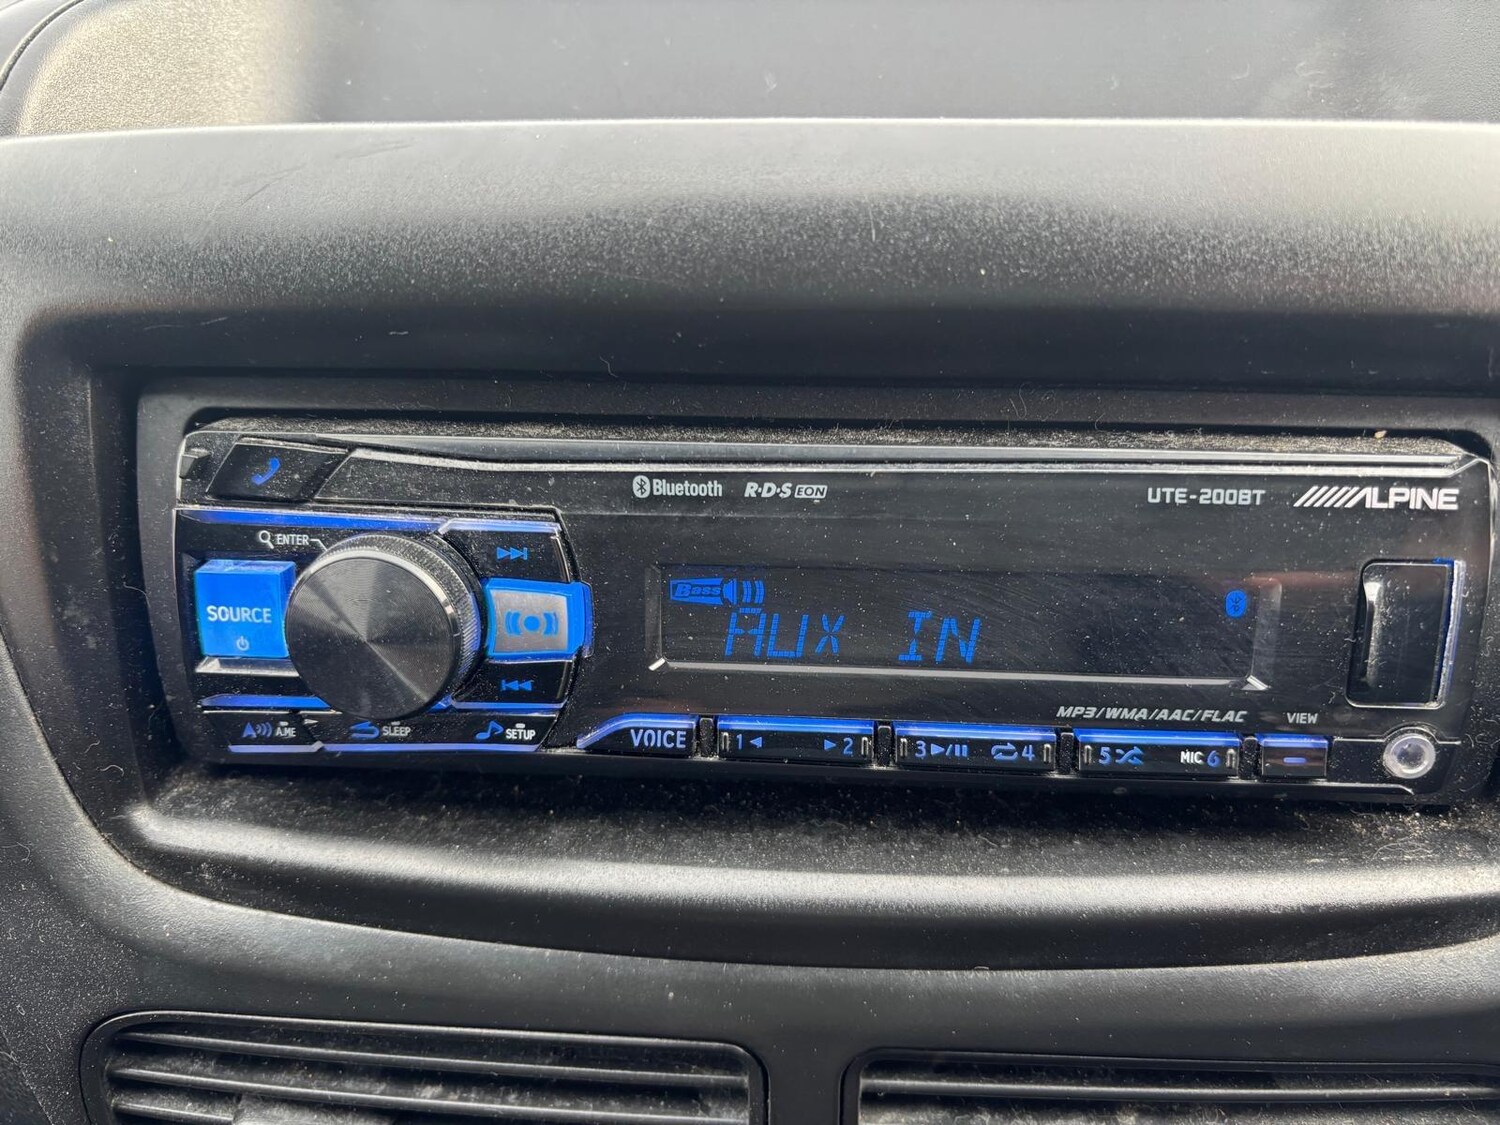 Bluetooth R·D·S EON UTE-200BT ALPINE
ENTER
SOURCE
Bass
AUX IN
MP3/WMA/AAC/FLAC VIEW
A.ME SLEEP SETUP
VOICE 1 2 3 4 5 MIC 6